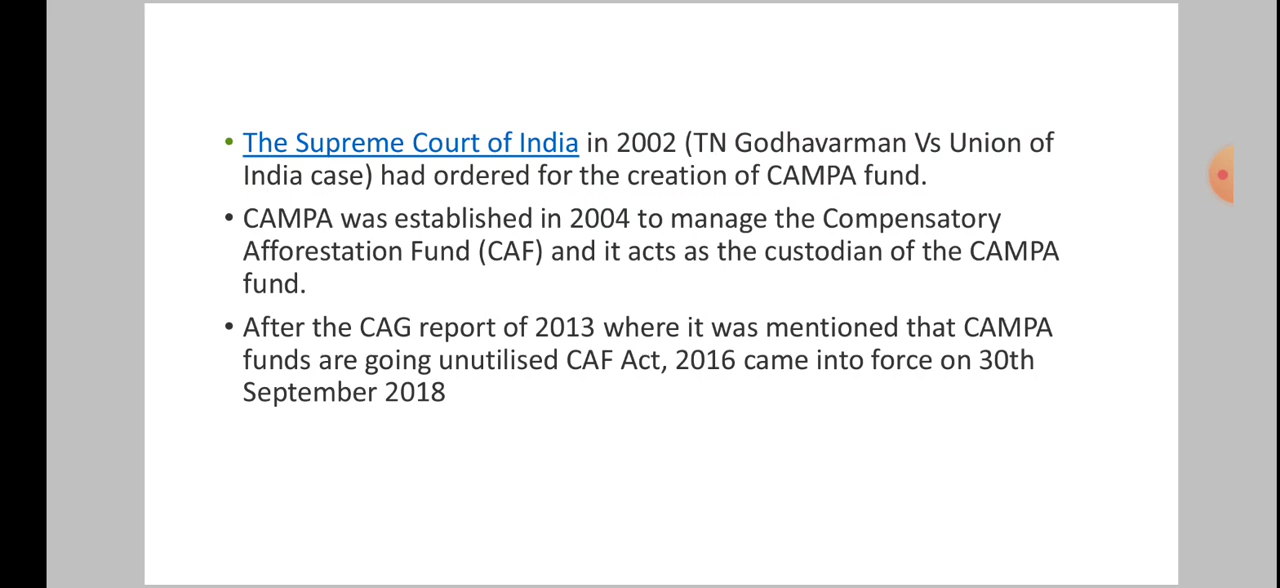 • The Supreme Court of India in 2002 (TN Godhavarman Vs Union of
India case) had ordered for the creation of CAMPA fund.
• CAMPA was established in 2004 to manage the Compensatory
Afforestation Fund (CAF) and it acts as the custodian of the CAMPA
fund.
• After the CAG report of 2013 where it was mentioned that CAMPA
funds are going unutilised CAF Act, 2016 came into force on 30th
September 2018